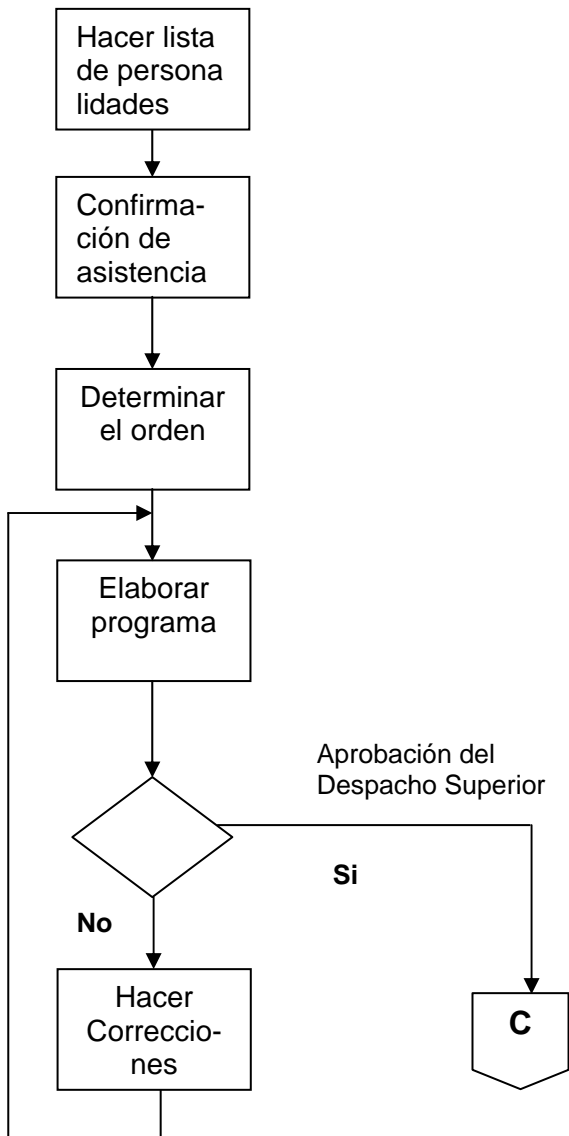 Hacer lista
de persona
lidades
Confirma-
ción de
asistencia
Determinar
el orden
Elaborar
programa
Aprobación del
Despacho Superior
Si
No
Hacer
Correccio-
nes
C